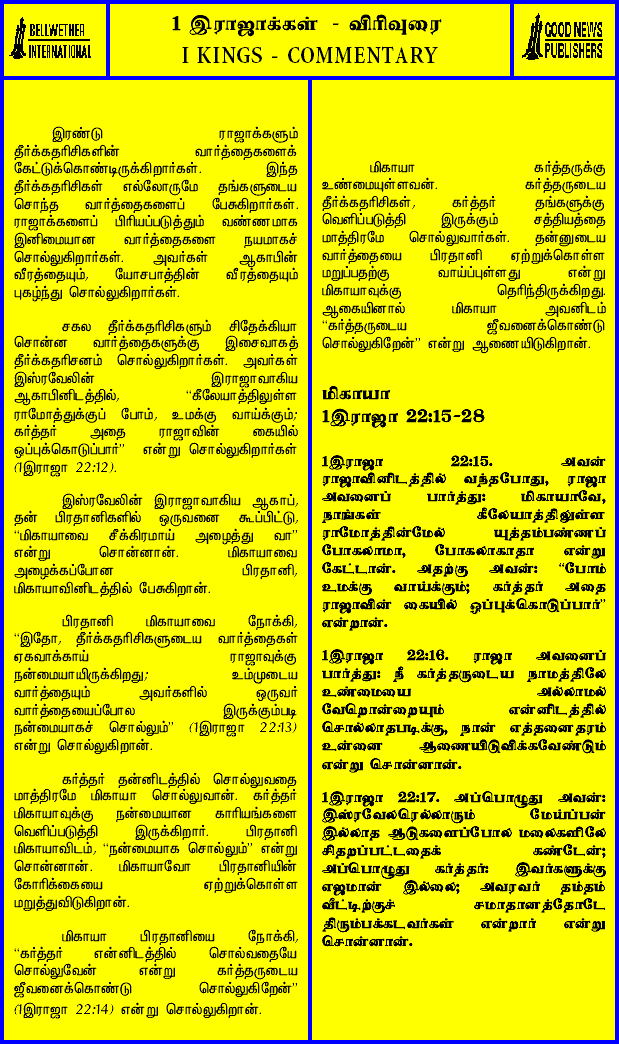 BELLWETHER
INTERNATIONAL
1 இராஜாக்கள் - விரிவுரை
I KINGS - COMMENTARY
GOOD NEWS
PUBLISHERS
இரண்டு ராஜாக்களும்
தீர்க்கதரிசிகளின் வார்த்தைகளைக்
கேட்டுக்கொண்டிருக்கிறார்கள். இந்த
தீர்க்கதரிசிகள் எல்லோருமே தங்களுடைய
சொந்த வார்த்தைகளைப் பேசுகிறார்கள்.
ராஜாக்களைப் பிரியப்படுத்தும் வண்ணமாக
இனிமையான வார்த்தைகளை நயமாகச்
சொல்லுகிறார்கள். அவர்கள் ஆகாபின்
வீரத்தையும், யோசபாத்தின் வீரத்தையும்
புகழ்ந்து சொல்லுகிறார்கள்.
சகல தீர்க்கதரிசிகளும் சிதேக்கியா
சொன்ன வார்த்தைகளுக்கு இசைவாகத்
தீர்க்கதரிசனம் சொல்லுகிறார்கள். அவர்கள்
இஸ்ரவேலின் இராஜாவாகிய
ஆகாபினிடத்தில், “கீலேயாத்திலுள்ள
ராமோத்துக்குப் போம், உமக்கு வாய்க்கும்;
கர்த்தர் அதை ராஜாவின் கையில்
ஒப்புக்கொடுப்பார்” என்று சொல்லுகிறார்கள்
(1இராஜா 22:12).
இஸ்ரவேலின் இராஜாவாகிய ஆகாப்,
தன் பிரதானிகளில் ஒருவனை கூப்பிட்டு,
“மிகாயாவை சீக்கிரமாய் அழைத்து வா”
என்று சொன்னான். மிகாயாவை
அழைக்கப்போன பிரதானி,
மிகாயாவினிடத்தில் பேசுகிறான்.
பிரதானி மிகாயாவை நோக்கி,
“இதோ, தீர்க்கதரிசிகளுடைய வார்த்தைகள்
ஏகவாக்காய் ராஜாவுக்கு
நன்மையாயிருக்கிறது; உம்முடைய
வார்த்தையும் அவர்களில் ஒருவர்
வார்த்தையைப்போல இருக்கும்படி
நன்மையாகச் சொல்லும்” (1இராஜா 22:13)
என்று சொல்லுகிறான்.
கர்த்தர் தன்னிடத்தில் சொல்லுவதை
மாத்திரமே மிகாயா சொல்லுவான். கர்த்தர்
மிகாயாவுக்கு நன்மையான காரியங்களை
வெளிப்படுத்தி இருக்கிறார். பிரதானி
மிகாயாவிடம், “நன்மையாக சொல்லும்” என்று
சொன்னான். மிகாயாவோ பிரதானியின்
கோரிக்கையை ஏற்றுக்கொள்ள
மறுத்துவிடுகிறான்.
மிகாயா பிரதானியை நோக்கி,
“கர்த்தர் என்னிடத்தில் சொல்வதையே
சொல்லுவேன் என்று கர்த்தருடைய
ஜீவனைக்கொண்டு சொல்லுகிறேன்”
(1இராஜா 22:14) என்று சொல்லுகிறான்.
மிகாயா கர்த்தருக்கு
உண்மையுள்ளவன். கர்த்தருடைய
தீர்க்கதரிசிகள், கர்த்தர் தங்களுக்கு
வெளிப்படுத்தி இருக்கும் சத்தியத்தை
மாத்திரமே சொல்லுவார்கள். தன்னுடைய
வார்த்தையை பிரதானி ஏற்றுக்கொள்ள
மறுப்பதற்கு வாய்ப்புள்ளது என்று
மிகாயாவுக்கு தெரிந்திருக்கிறது.
ஆகையினால் மிகாயா அவனிடம்
“கர்த்தருடைய ஜீவனைக்கொண்டு
சொல்லுகிறேன்” என்று ஆணையிடுகிறான்.
மிகாயா
1இராஜா 22:15-28
1இராஜா 22:15. அவன்
ராஜாவினிடத்தில் வந்தபோது, ராஜா
அவனைப் பார்த்து: மிகாயாவே,
நாங்கள் கீலேயாத்திலுள்ள
ராமோத்தின்மேல் யுத்தம்பண்ணப்
போகலாமா, போகலாகாதா என்று
கேட்டான். அதற்கு அவன்: “போம்
உமக்கு வாய்க்கும்; கர்த்தர் அதை
ராஜாவின் கையில் ஒப்புக்கொடுப்பார்”
என்றான்.
1இராஜா 22:16. ராஜா அவனைப்
பார்த்து: நீ கர்த்தருடைய நாமத்திலே
உண்மையை அல்லாமல்
வேறொன்றையும் என்னிடத்தில்
சொல்லாதபடிக்கு, நான் எத்தனைதரம்
உன்னை ஆணையிடுவிக்கவேண்டும்
என்று சொன்னான்.
1இராஜா 22:17. அப்பொழுது அவன்:
இஸ்ரவேலரெல்லாரும் மேய்ப்பன்
இல்லாத ஆடுகளைப்போல மலைகளிலே
சிதறப்பட்டதைக் கண்டேன்;
அப்பொழுது கர்த்தர்: இவர்களுக்கு
எஜமான் இல்லை; அவரவர் தம்தம்
வீட்டிற்குச் சமாதானத்தோடே
திரும்பக்கடவர்கள் என்றார் என்று
சொன்னான்.